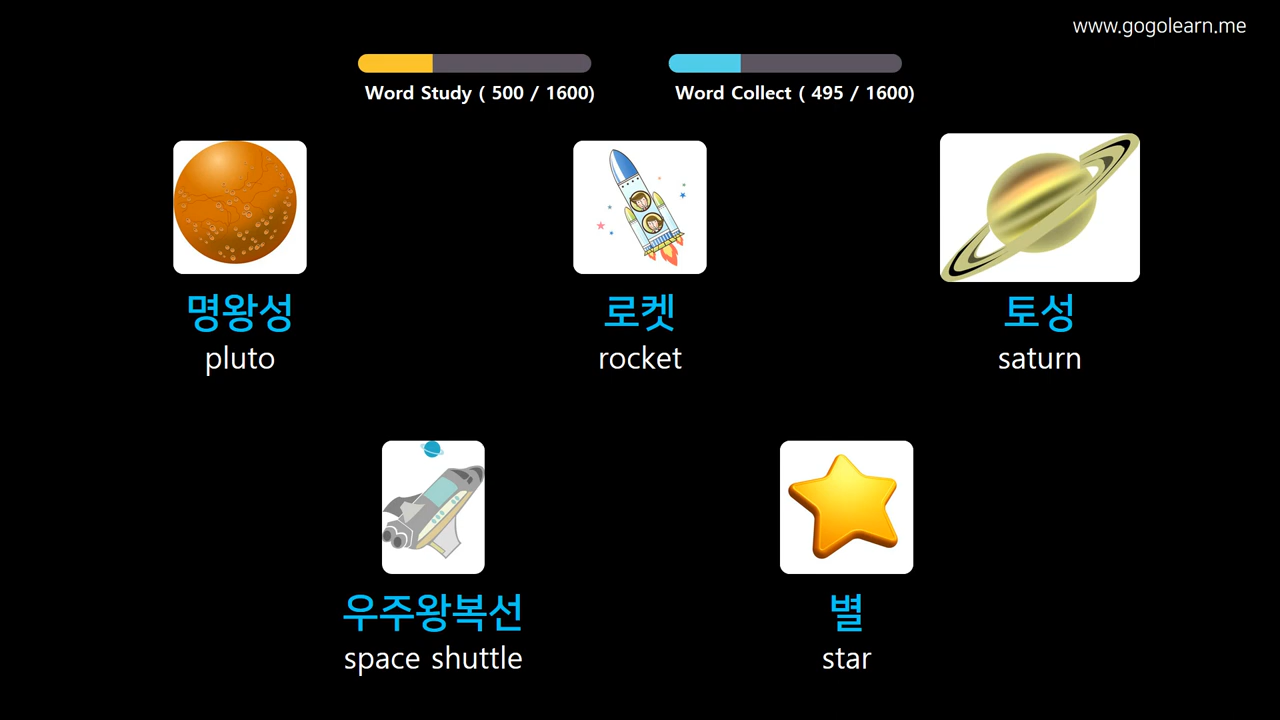 www.gogolearn.me
Word Study ( 500 / 1600)
Word Collect ( 495 / 1600)
명왕성
pluto
로켓
rocket
토성
saturn
우주왕복선
space shuttle
별
star